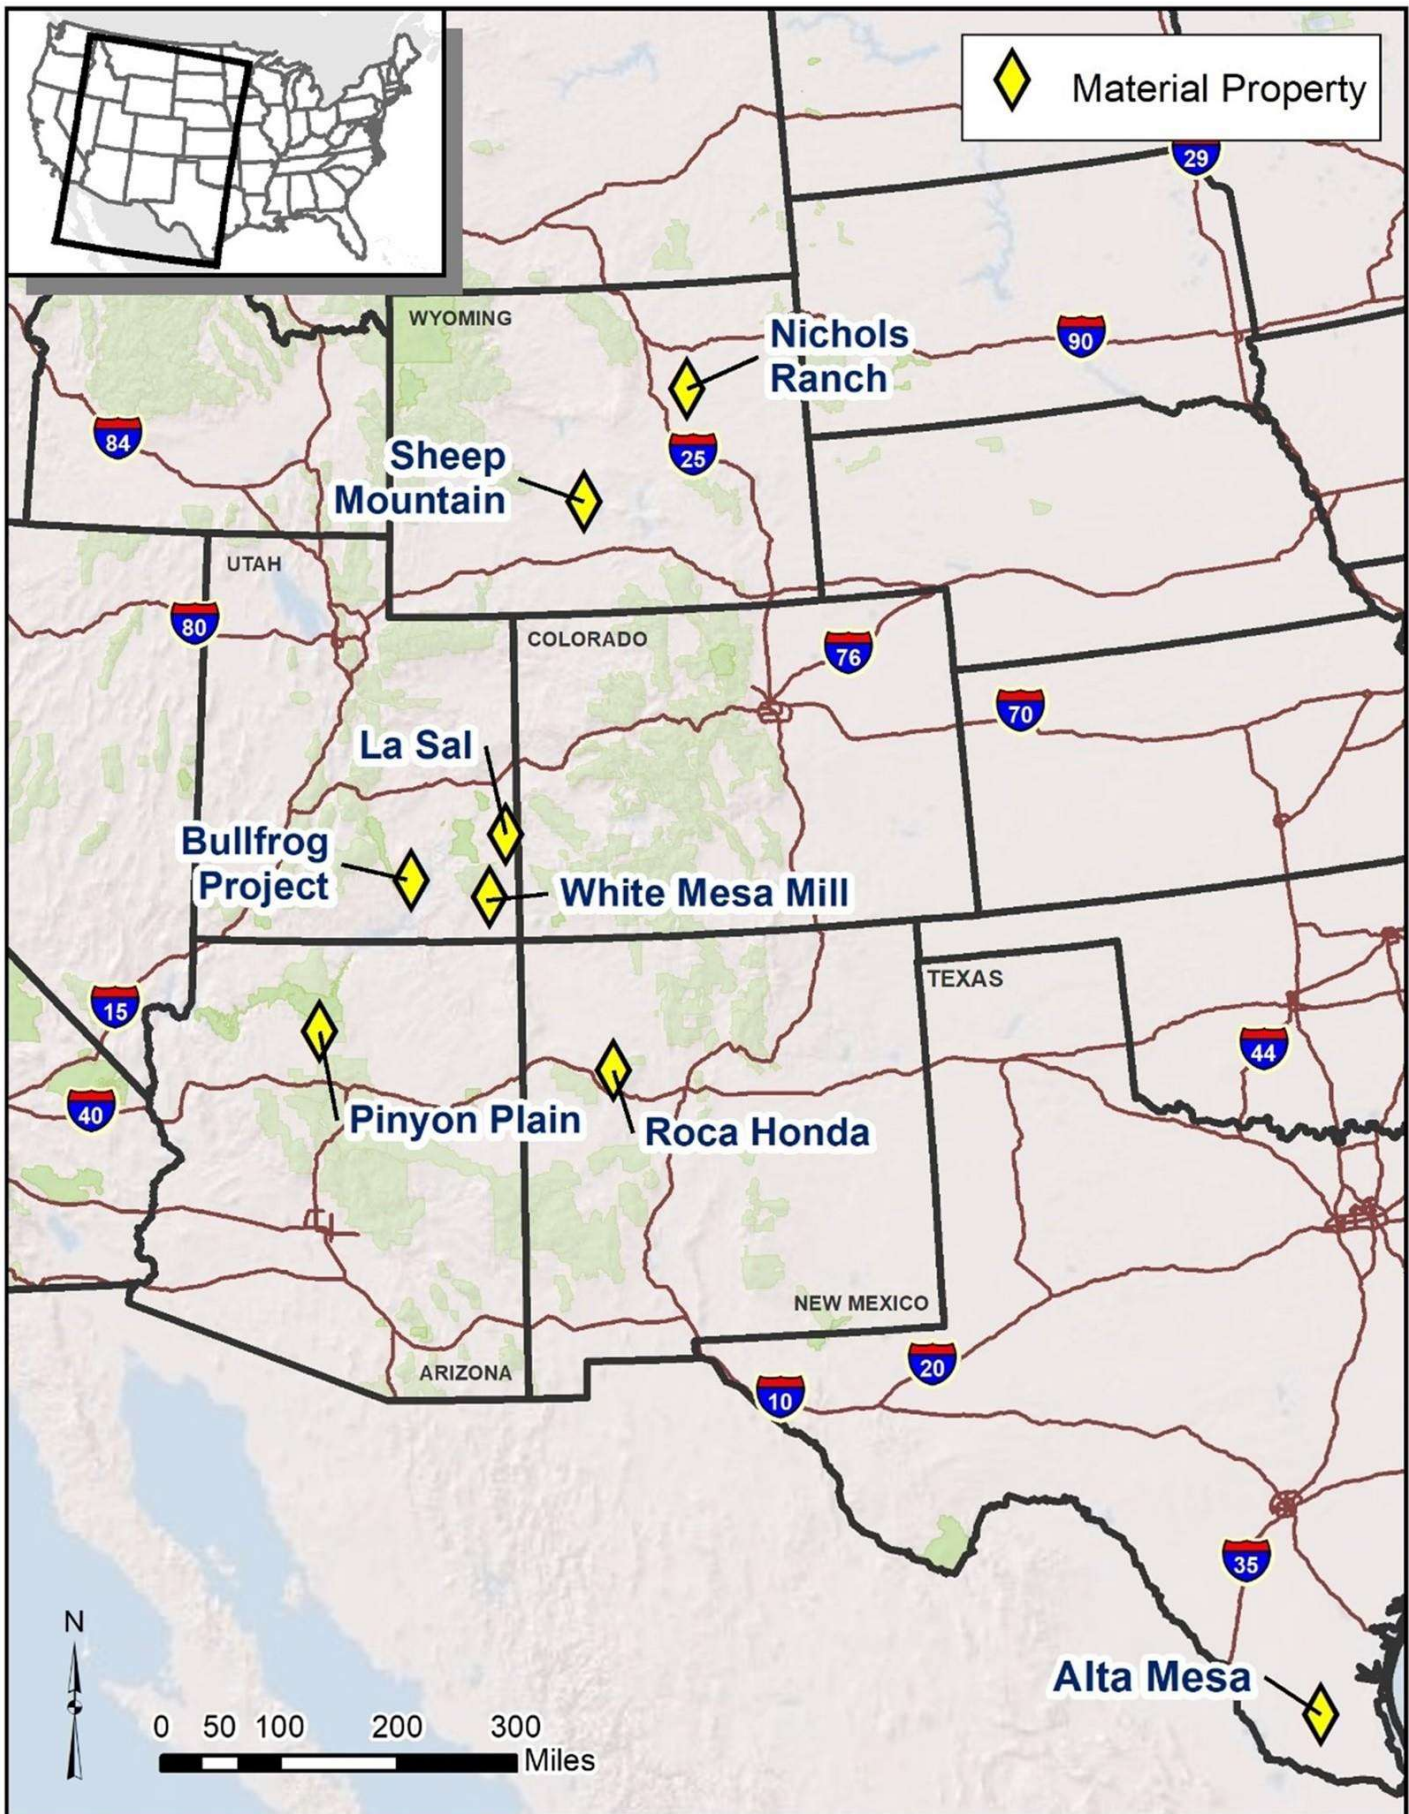 Material Property
29
WYOMING
Nichols
Ranch
90
84
Sheep
Mountain
25
UTAH
80
COLORADO
76
70
La Sal
Bullfrog
Project
White Mesa Mill
15
TEXAS
44
40
Pinyon Plain
Roca Honda
NEW MEXICO
20
ARIZONA
10
35
N
Alta Mesa
0 50 100 200 300
Miles